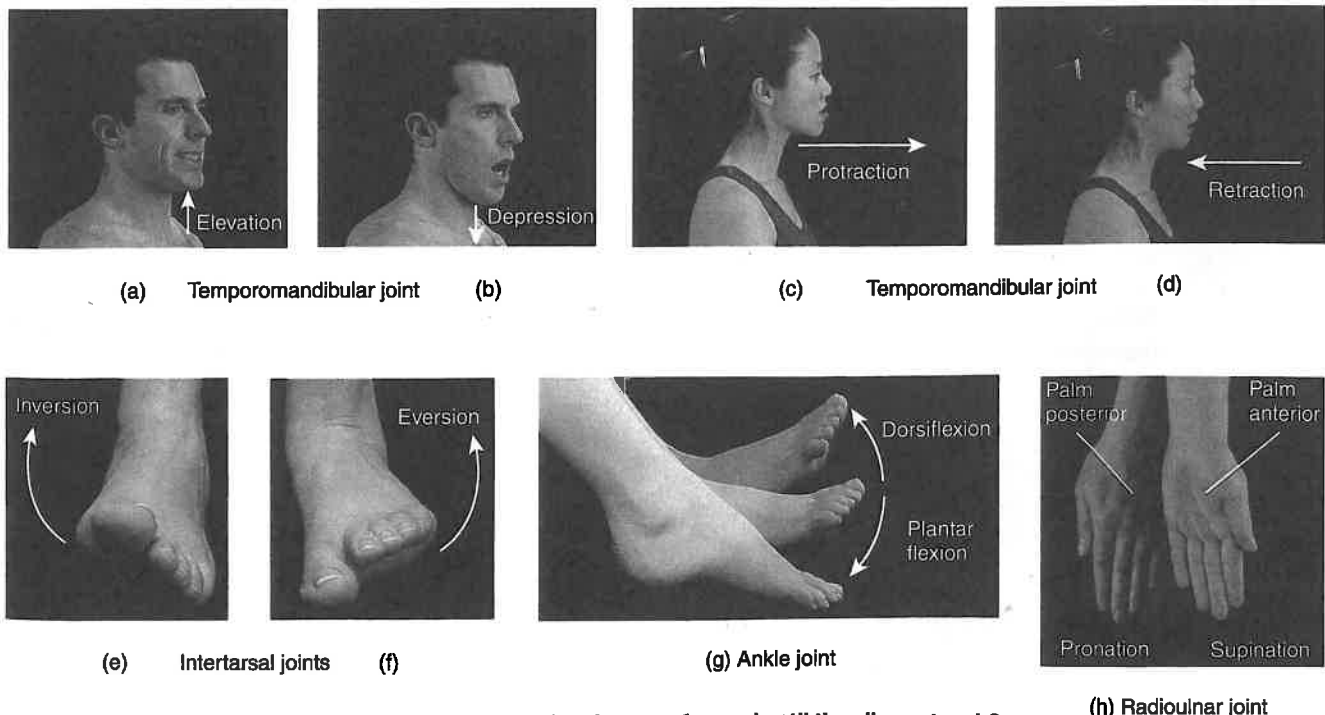 Elevation
Depression
Protraction
Retraction
(a) Temporomandibular joint (b)
(c) Temporomandibular joint (d)
Inversion
Eversion
Dorsiflexion
Plantar
flexion
Palm
posterior
Palm
anterior
Pronation
Supination
(e) Intertarsal joints (f)
(g) Ankle joint
(h) Radioulnar joint